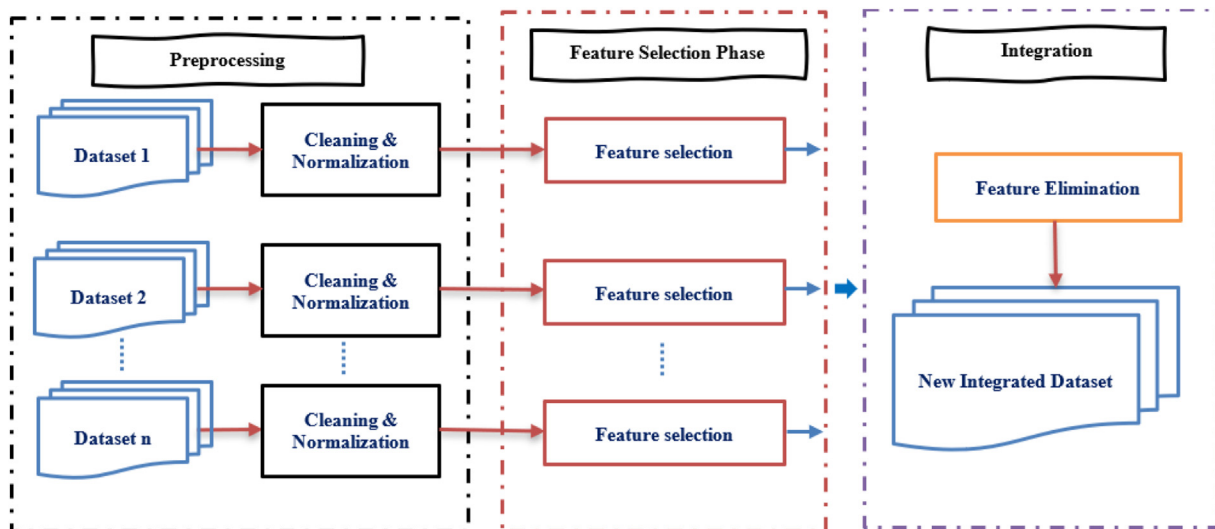 Preprocessing
Feature Selection Phase
Integration
Dataset 1
Cleaning &
Normalization
Feature selection
Dataset 2
Cleaning &
Normalization
Feature selection
Dataset n
Cleaning &
Normalization
Feature selection
Feature Elimination
New Integrated Dataset